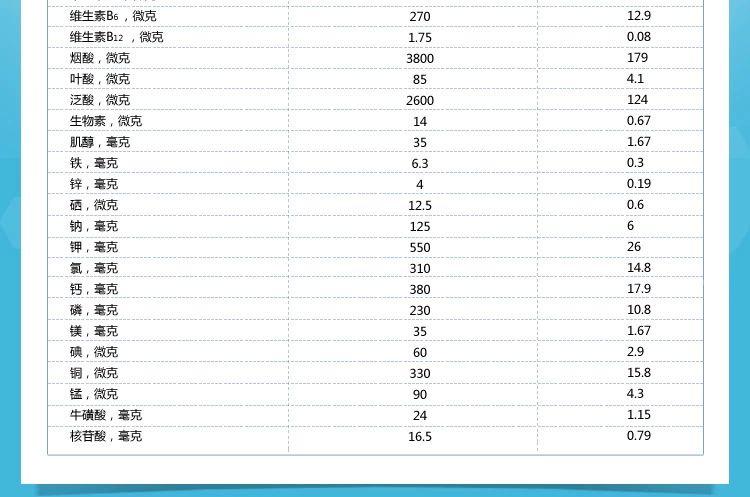 维生素B6，微克 270 12.9
维生素B12 ，微克 1.75 0.08
烟酸，微克 3800 179
叶酸，微克 85 4.1
泛酸，微克 2600 124
生物素，微克 14 0.67
肌醇，毫克 35 1.67
铁，毫克 6.3 0.3
锌，毫克 4 0.19
硒，微克 12.5 0.6
钠，毫克 125 6
钾，毫克 550 26
氯，毫克 310 14.8
钙，毫克 380 17.9
磷，毫克 230 10.8
镁，毫克 35 1.67
碘，微克 60 2.9
铜，微克 330 15.8
锰，微克 90 4.3
牛磺酸，毫克 24 1.15
核苷酸，毫克 16.5 0.79